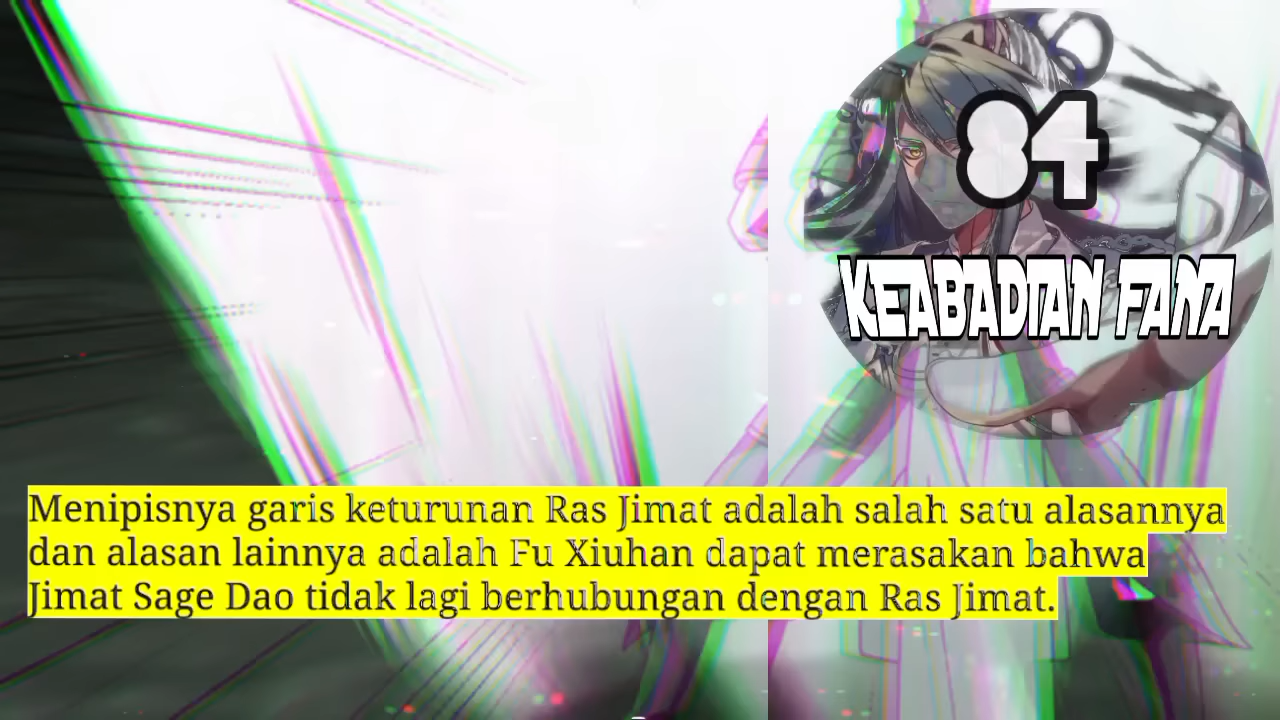 84
KEABADIAN FANA
Menipisnya garis keturunan Ras Jimat adalah salah satu alasannya
dan alasan lainnya adalah Fu Xiuhan dapat merasakan bahwa
Jimat Sage Dao tidak lagi berhubungan dengan Ras Jimat.